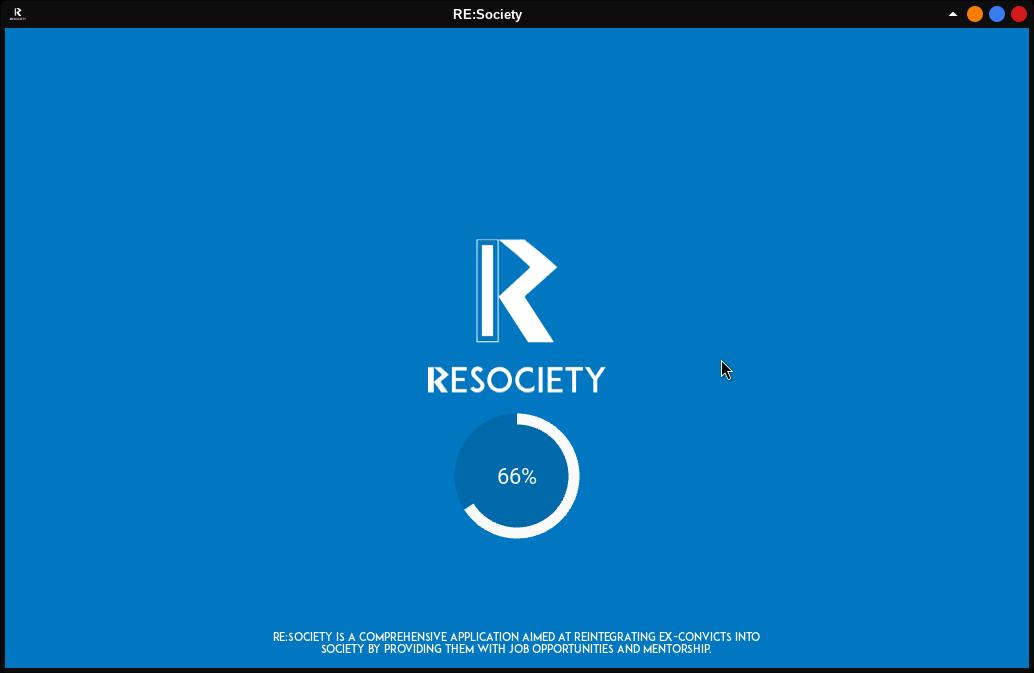 RE:Society
RESOCIETY
66%
RE:SOCIETY IS A COMPREHENSIVE APPLICATION AIMED AT REINTEGRATING EX-CONVICTS INTO
SOCIETY BY PROVIDING THEM WITH JOB OPPORTUNITIES AND MENTORSHIP.